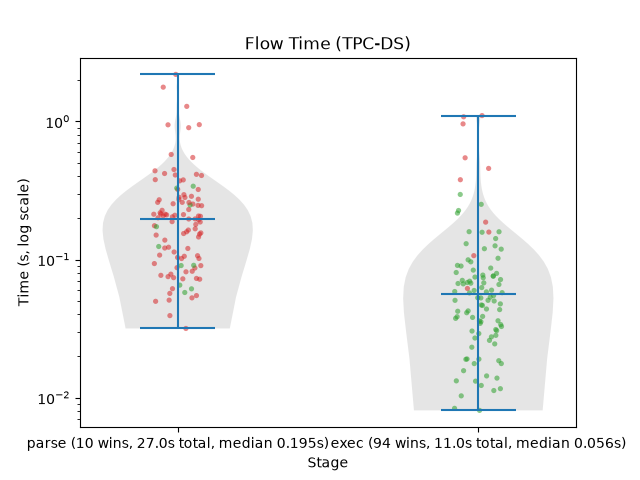 Flow Time (TPC-DS)
Time (s, log scale)
10⁰
10⁻¹
10⁻²
parse (10 wins, 27.0s total, median 0.195s)
exec (94 wins, 11.0s total, median 0.056s)
Stage